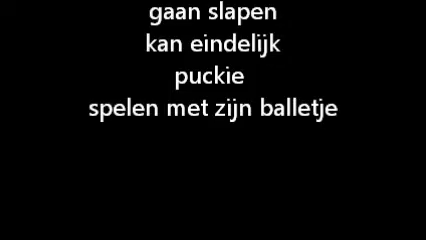 gaan slapen
kan eindelijk
puckie
spelen met zijn balletje